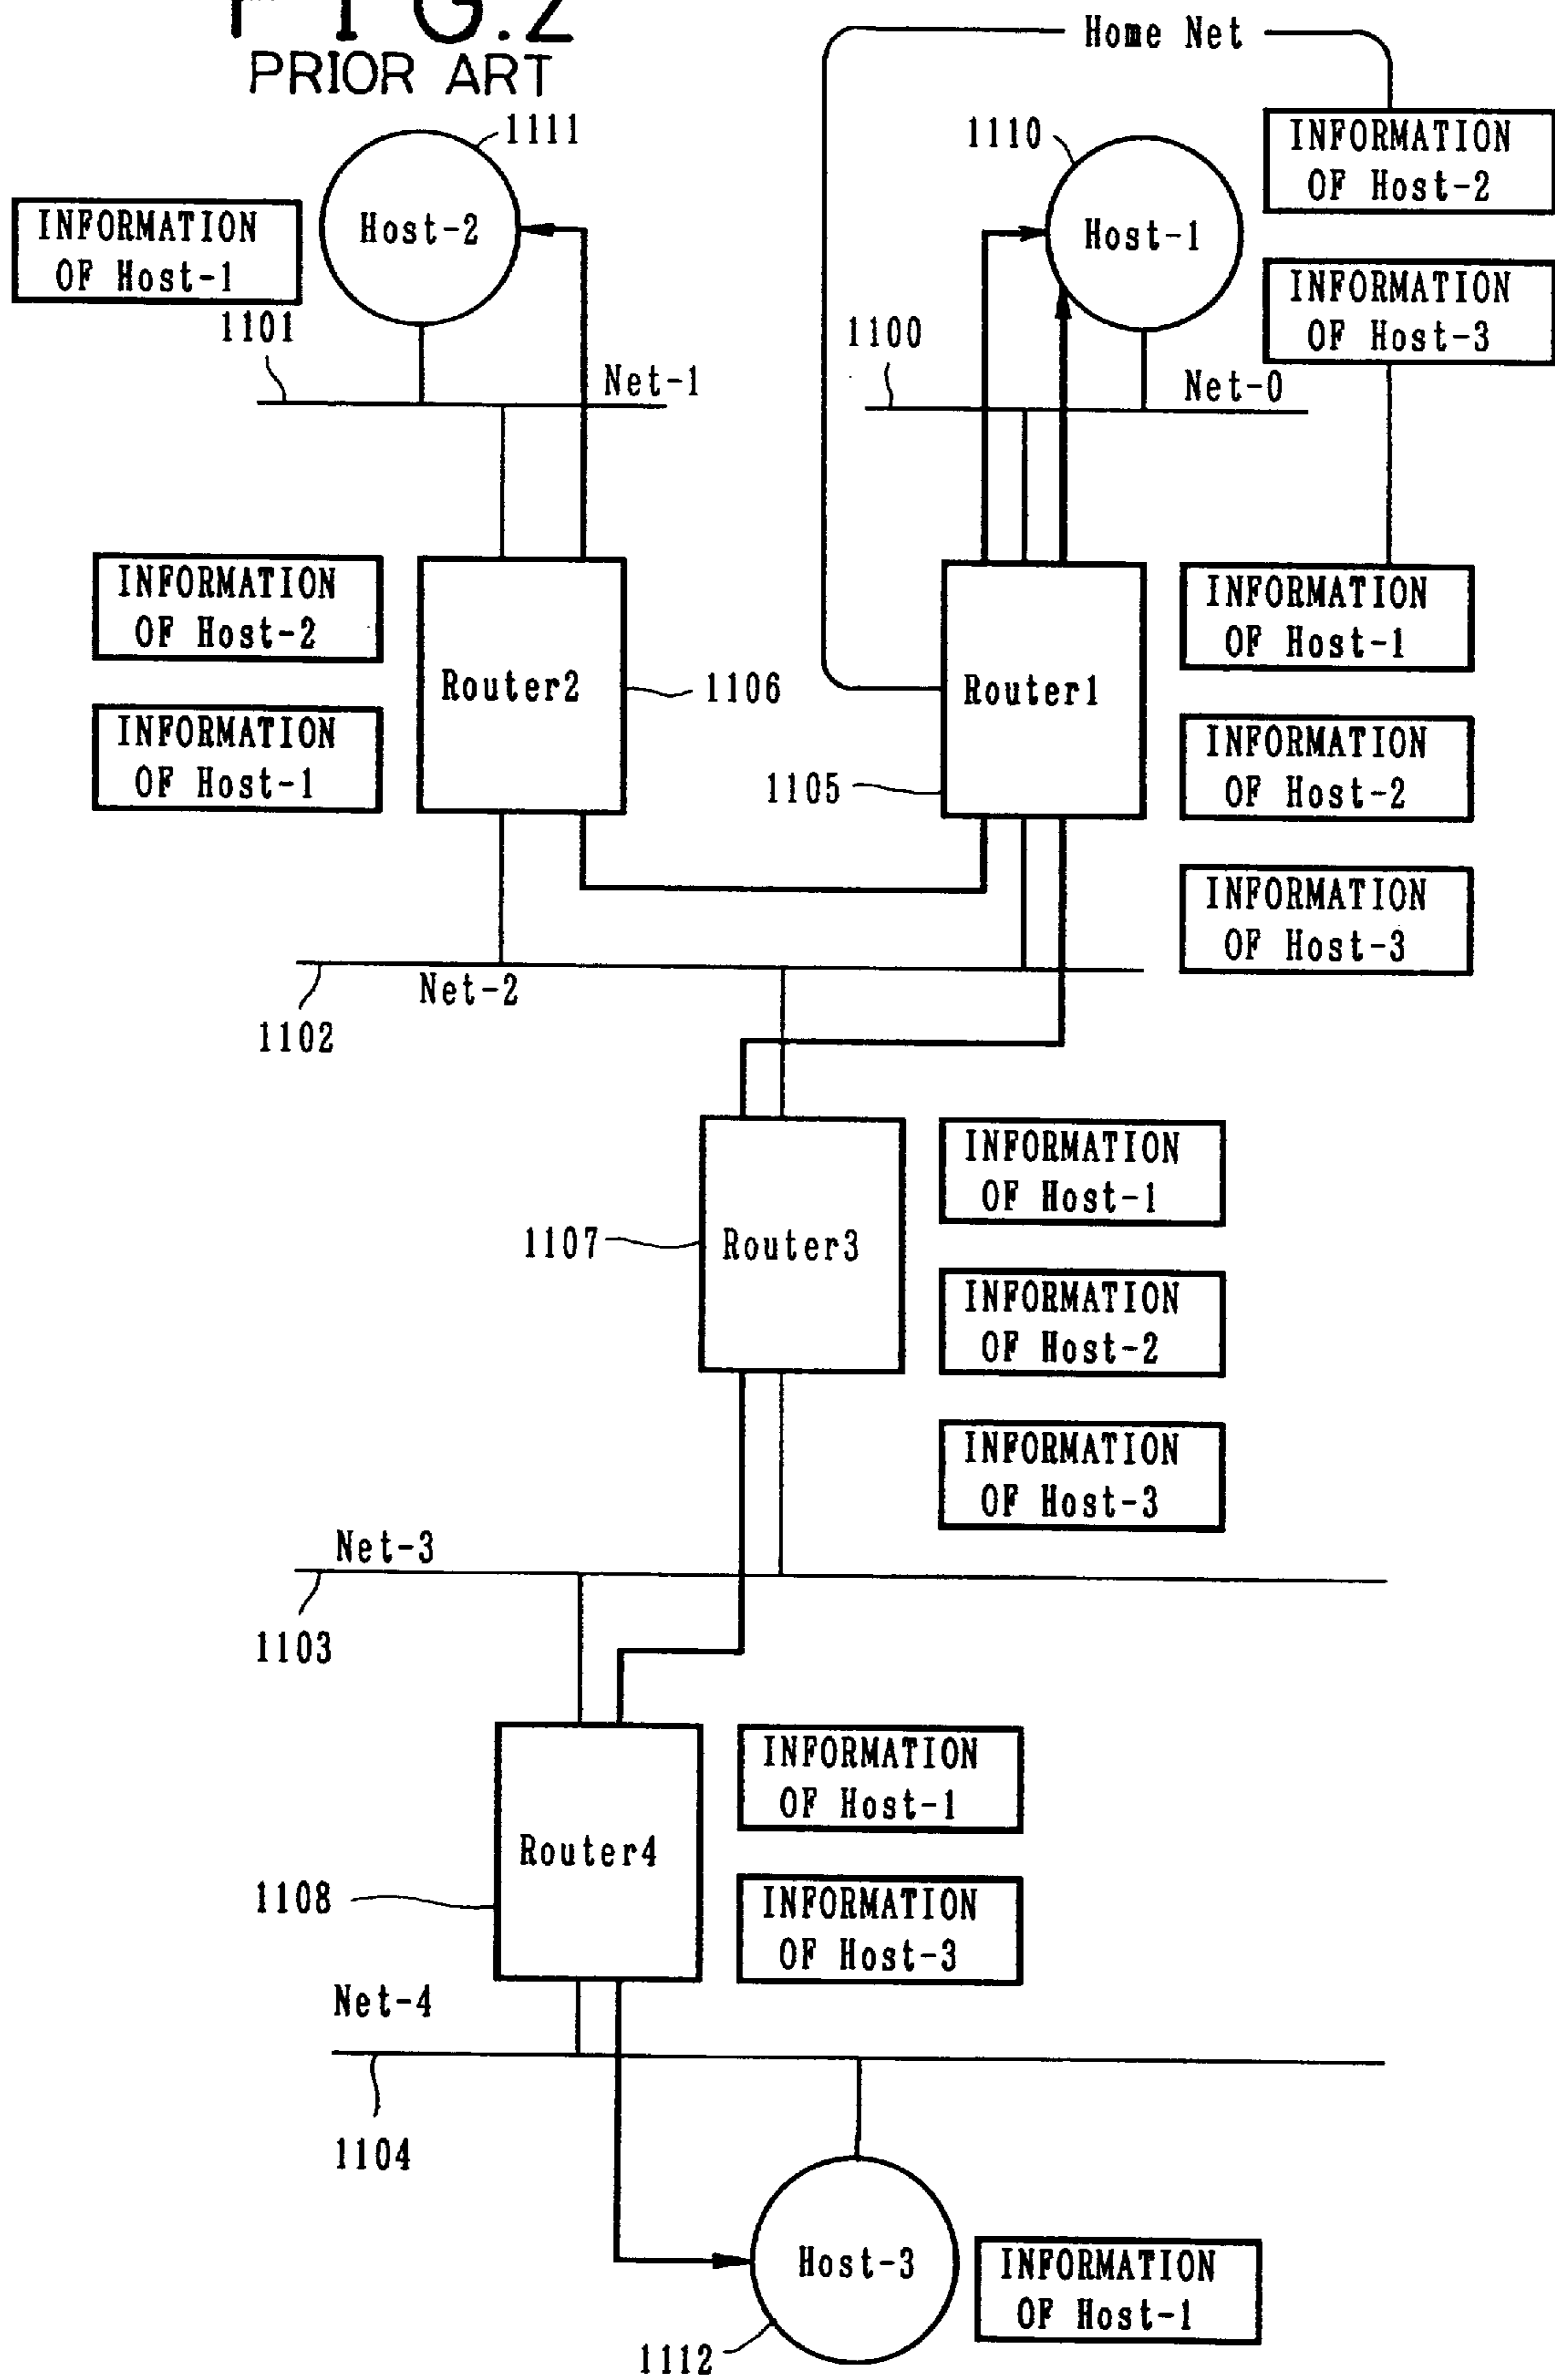 FIG.2
PRIOR ART
Home Net
1111
1110
INFORMATION
OF Host-2
INFORMATION
OF Host-1
Host-2
Host-1
INFORMATION
OF Host-3
1101
1100
Net-1
Net-0
INFORMATION
OF Host-2
INFORMATION
OF Host-1
Router2
1106
Router1
1105
INFORMATION
OF Host-1
INFORMATION
OF Host-2
INFORMATION
OF Host-3
Net-2
1102
1107
Router3
INFORMATION
OF Host-1
INFORMATION
OF Host-2
INFORMATION
OF Host-3
Net-3
1103
Router4
1108
INFORMATION
OF Host-1
INFORMATION
OF Host-3
Net-4
1104
Host-3
1112
INFORMATION
OF Host-1